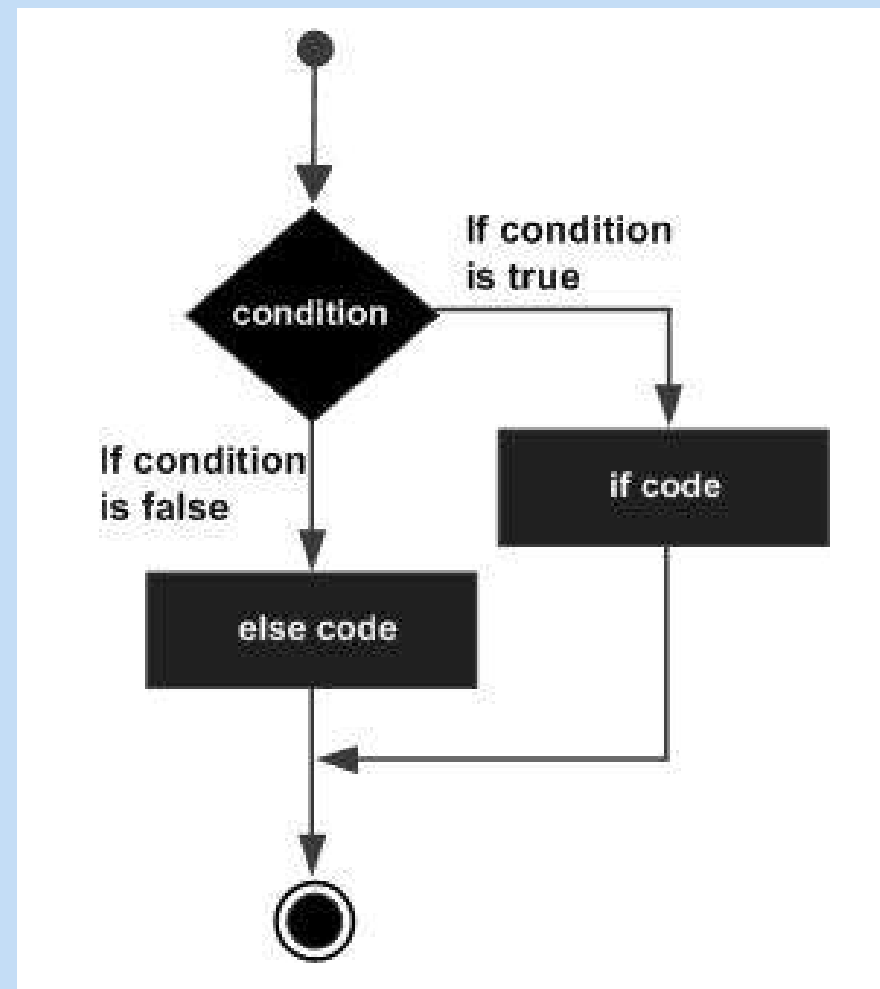 If condition
is true
condition
If condition
is false
if code
else code